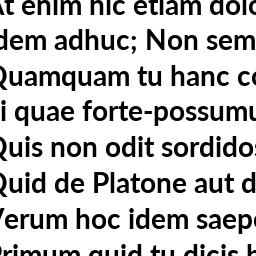 At enim hic etiam dolo
dem adhuc; Non sem
Quamquam tu hanc co
i quae forte-possumu
Quis non odit sordidos
Quid de Platone aut d
Verum hoc idem saepe
Primum quid tu dicis b